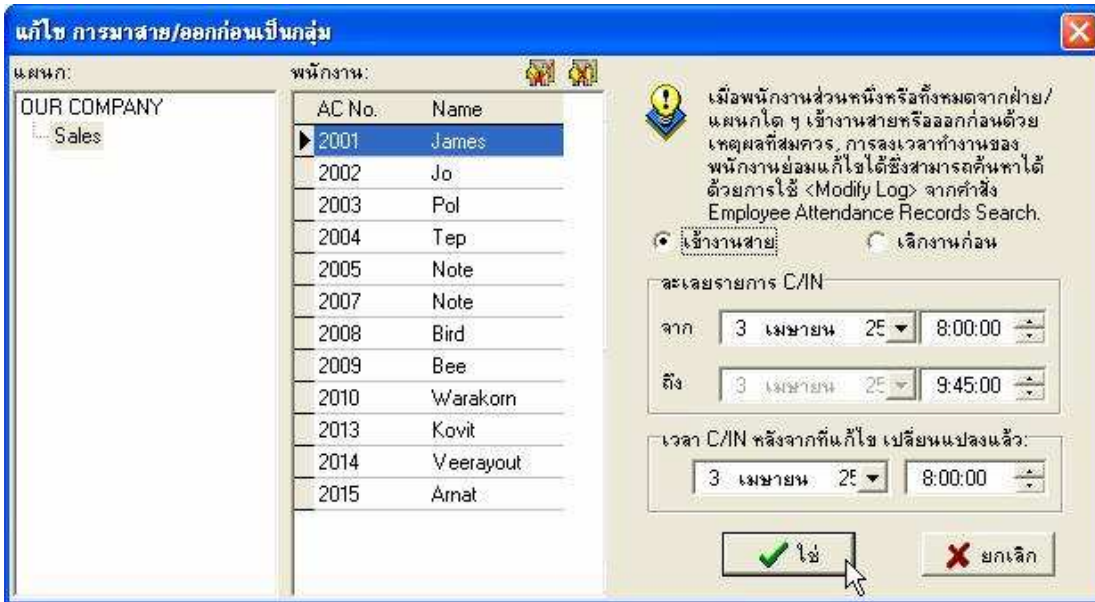 แก้ไข การมาสาย/ออกก่อนเป็นกลุ่ม
แผนก:
OUR COMPANY
Sales
พนักงาน:
AC No. Name
2001 James
2002 Jo
2003 Pol
2004 Tep
2005 Note
2007 Note
2008 Bird
2009 Bee
2010 Warakorn
2013 Kovit
2014 Veerayout
2015 Arnat
เมื่อพนักงานส่วนหนึ่งหรือทั้งหมดจากฝ่าย/
แผนกใด ๆ เข้างานสายหรือออกก่อนด้วย
เหตุผลที่สมควร, การลงเวลาทำงานของ
พนักงานย่อมแก้ไขได้ซึ่งสามารถค้นหาได้
ด้วยการใช้ <Modify Log> จากคำสั่ง
Employee Attendance Records Search.
เข้างานสาย เลิกงานก่อน
ละเลยรายการ C/IN
จาก 3 เมษายน 25 8:00:00
ถึง 3 เมษายน 25 9:45:00
เวลา C/IN หลังจากที่แก้ไข เปลี่ยนแปลงแล้ว:
3 เมษายน 25 8:00:00
ใช่ ยกเลิก